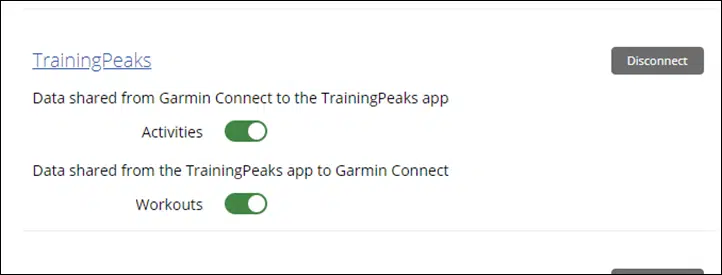 TrainingPeaks
Disconnect
Data shared from Garmin Connect to the TrainingPeaks app
Activities
Data shared from the TrainingPeaks app to Garmin Connect
Workouts